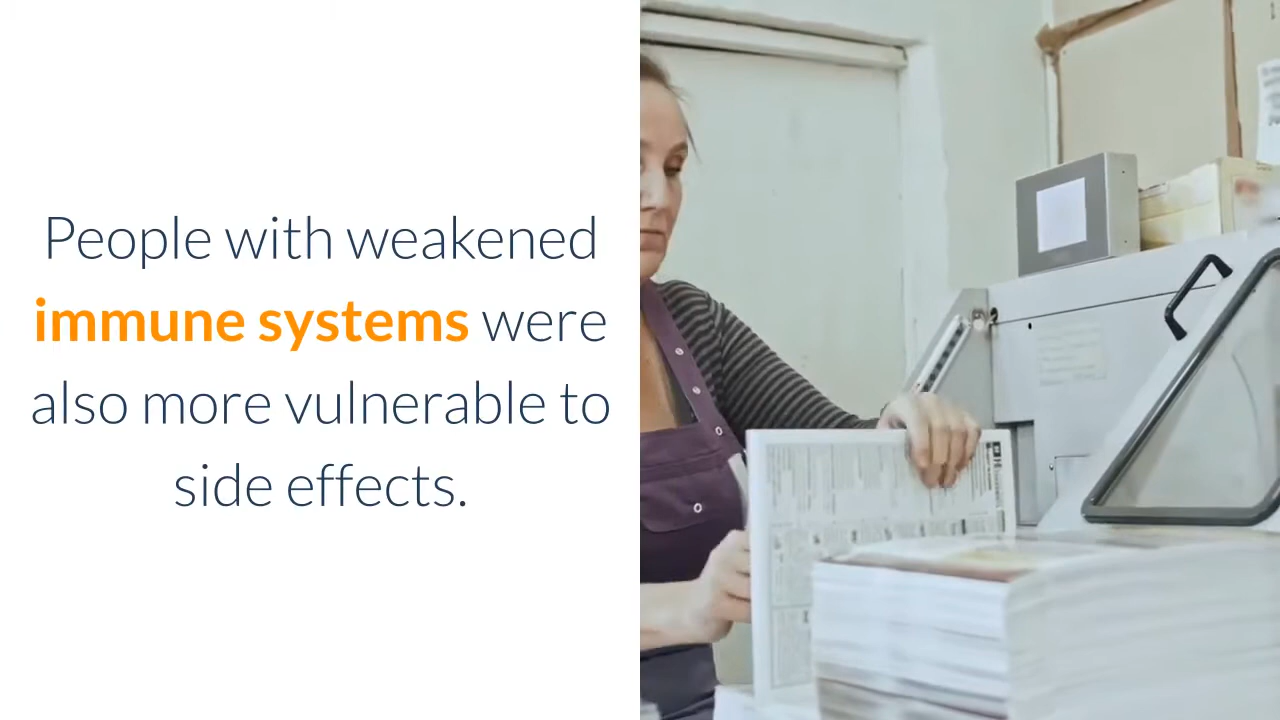 People with weakened
immune systems were
also more vulnerable to
side effects.